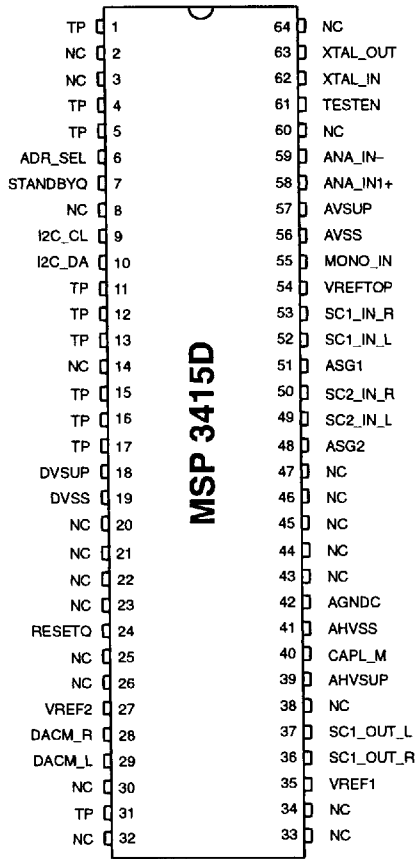 TP 1 64 NC
NC 2 63 XTAL_OUT
NC 3 62 XTAL_IN
TP 4 61 TESTEN
TP 5 60 NC
ADR_SEL 6 59 ANA_IN–
STANDBYQ 7 58 ANA_IN1+
NC 8 57 AVSUP
I2C_CL 9 56 AVSS
I2C_DA 10 55 MONO_IN
TP 11 54 VREFTOP
TP 12 53 SC1_IN_R
TP 13 52 SC1_IN_L
NC 14 51 ASG1
TP 15 50 SC2_IN_R
TP 16 49 SC2_IN_L
TP 17 48 ASG2
DVSUP 18 47 NC
DVSS 19 46 NC
NC 20 45 NC
NC 21 44 NC
NC 22 43 NC
NC 23 42 AGNDC
RESETQ 24 41 AHVSS
NC 25 40 CAPL_M
NC 26 39 AHVSUP
VREF2 27 38 NC
DACM_R 28 37 SC1_OUT_L
DACM_L 29 36 SC1_OUT_R
NC 30 35 VREF1
TP 31 34 NC
NC 32 33 NC
MSP 3415D